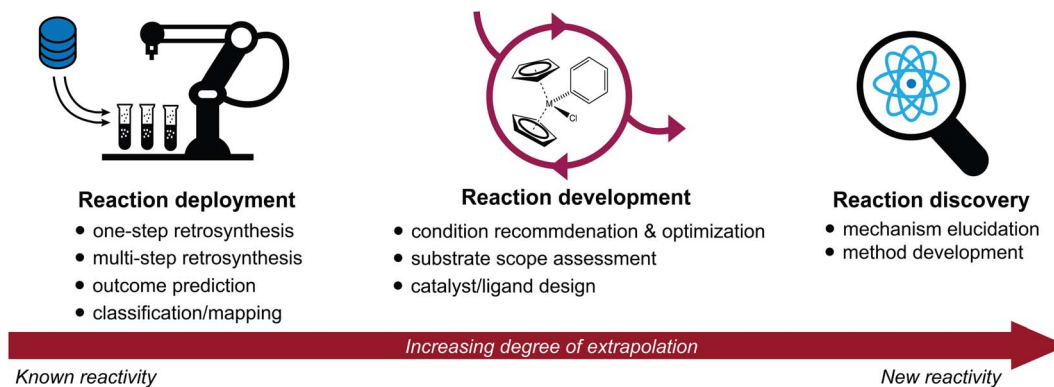 M
Cl
Reaction deployment
• one-step retrosynthesis
• multi-step retrosynthesis
• outcome prediction
• classification/mapping
Reaction development
• condition recommdenation & optimization
• substrate scope assessment
• catalyst/ligand design
Reaction discovery
• mechanism elucidation
• method development
Increasing degree of extrapolation
Known reactivity
New reactivity